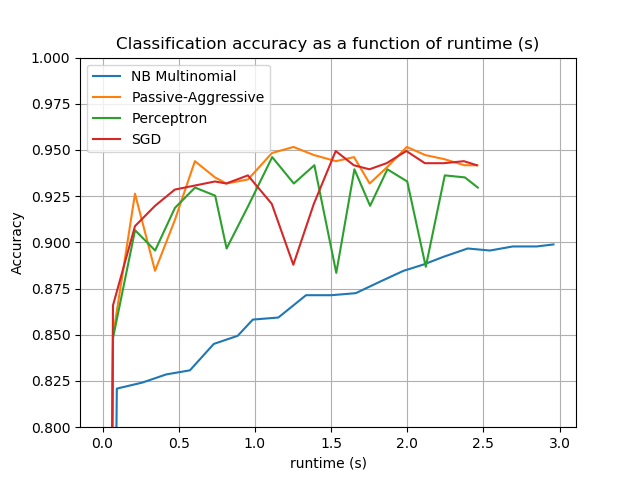 Classification accuracy as a function of runtime (s)
1.000
0.975
0.950
0.925
0.900
0.875
0.850
0.825
0.800
Accuracy
NB Multinomial
Passive-Aggressive
Perceptron
SGD
0.0 0.5 1.0 1.5 2.0 2.5 3.0
runtime (s)